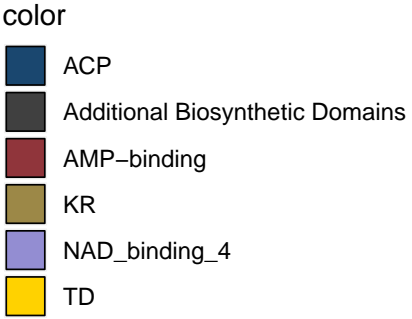 color
ACP
Additional Biosynthetic Domains
AMP−binding
KR
NAD_binding_4
TD